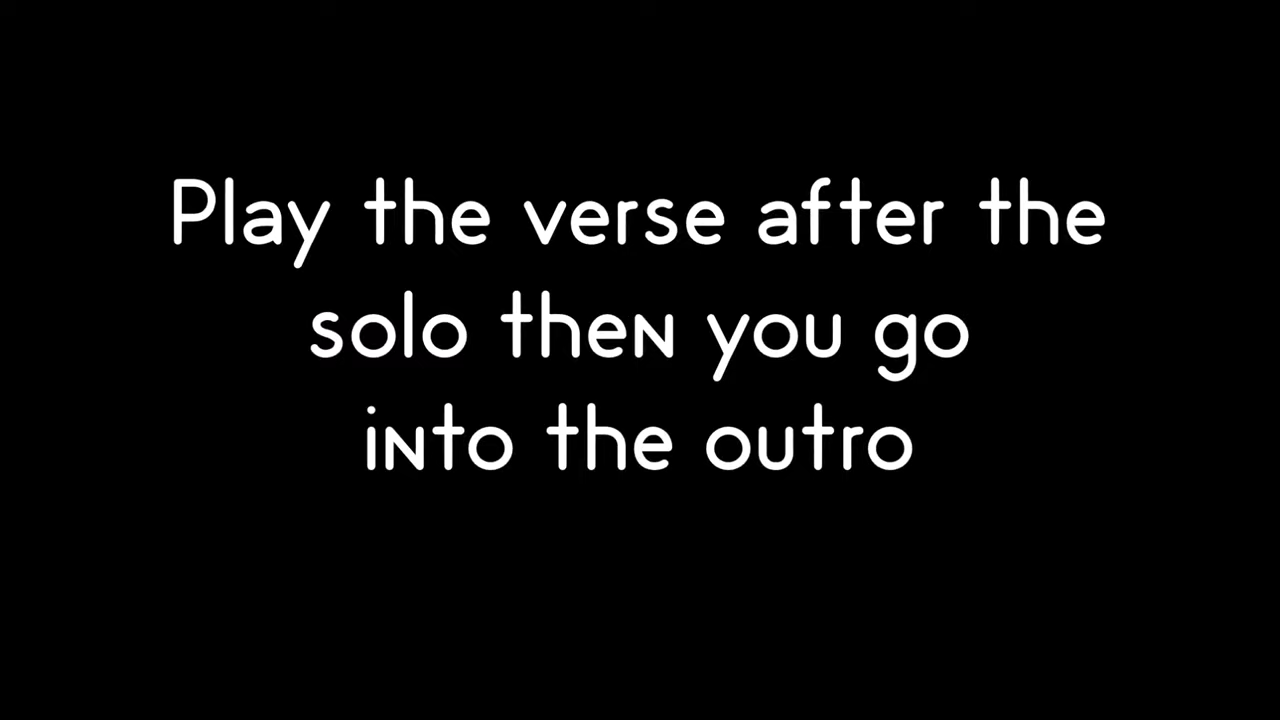 Play the verse after the
solo then you go
into the outro